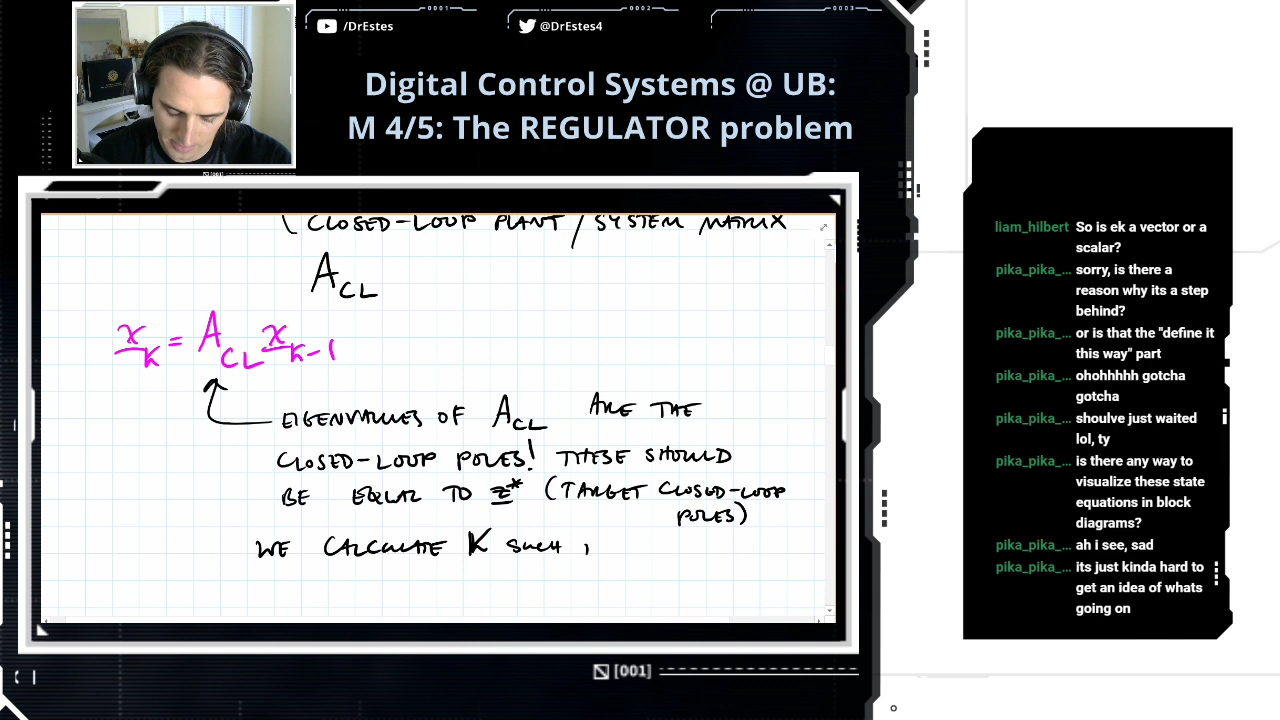 0001
0002
0003
/DrEstes
@DrEstes4
Digital Control Systems @ UB:
M 4/5: The REGULATOR problem
[001]
(CLOSED-LOOP PLANT/SYSTEM MATRIX
A_CL
x_k = A_CL x_k-1
EIGENVALUES OF A_CL ARE THE
CLOSED-LOOP POLES! THESE SHOULD
BE EQUAL TO z* (TARGET CLOSED-LOOP
POLES)
WE CALCULATE K SUCH
[001]
liam_hilbert So is ek a vector or a
scalar?
pika_pika_... sorry, is there a
reason why its a step
behind?
pika_pika_... or is that the "define it
this way" part
pika_pika_... ohohhhhh gotcha
gotcha
pika_pika_... shoulve just waited
lol, ty
pika_pika_... is there any way to
visualize these state
equations in block
diagrams?
pika_pika_... ah i see, sad
pika_pika_... its just kinda hard to
get an idea of whats
going on